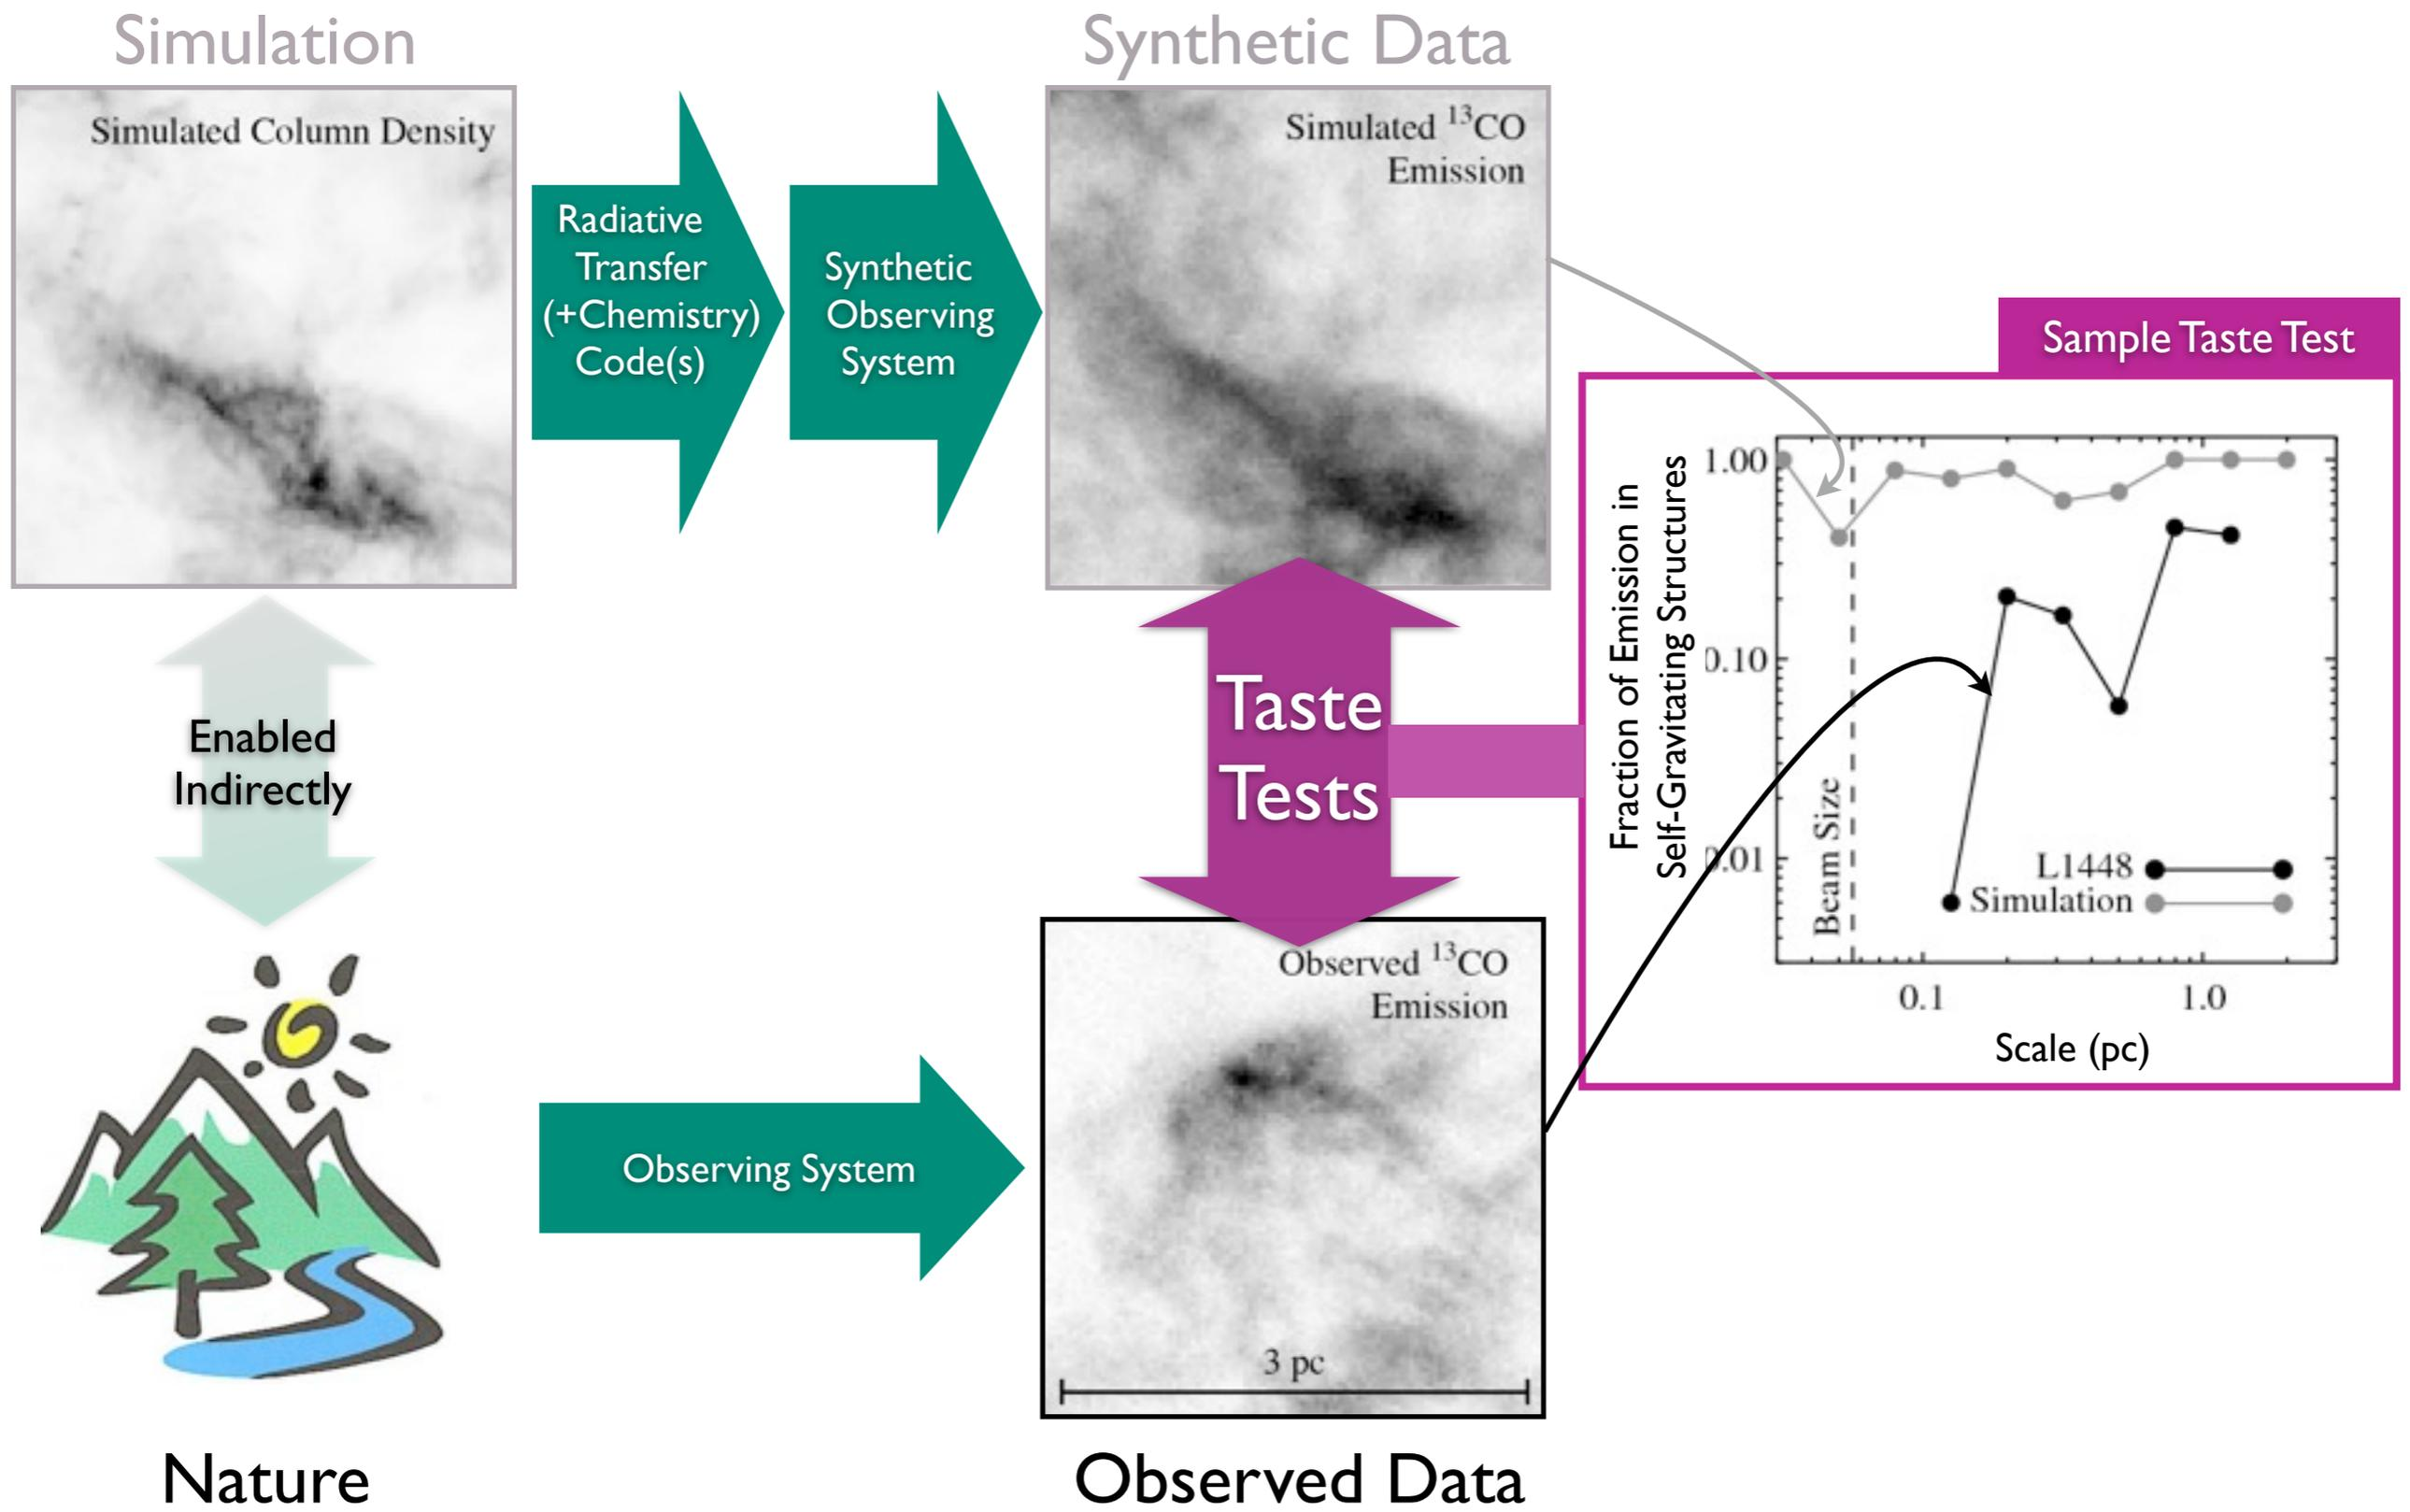 Simulation
Synthetic Data
Simulated Column Density
Radiative
Transfer
(+Chemistry)
Code(s)
Synthetic
Observing
System
Simulated ¹³CO
Emission
Sample Taste Test
Fraction of Emission in
Self-Gravitating Structures
1.00
0.10
0.01
Beam Size
L1448
Simulation
0.1
1.0
Scale (pc)
Enabled
Indirectly
Taste
Tests
Observed ¹³CO
Emission
3 pc
Observing System
Nature
Observed Data